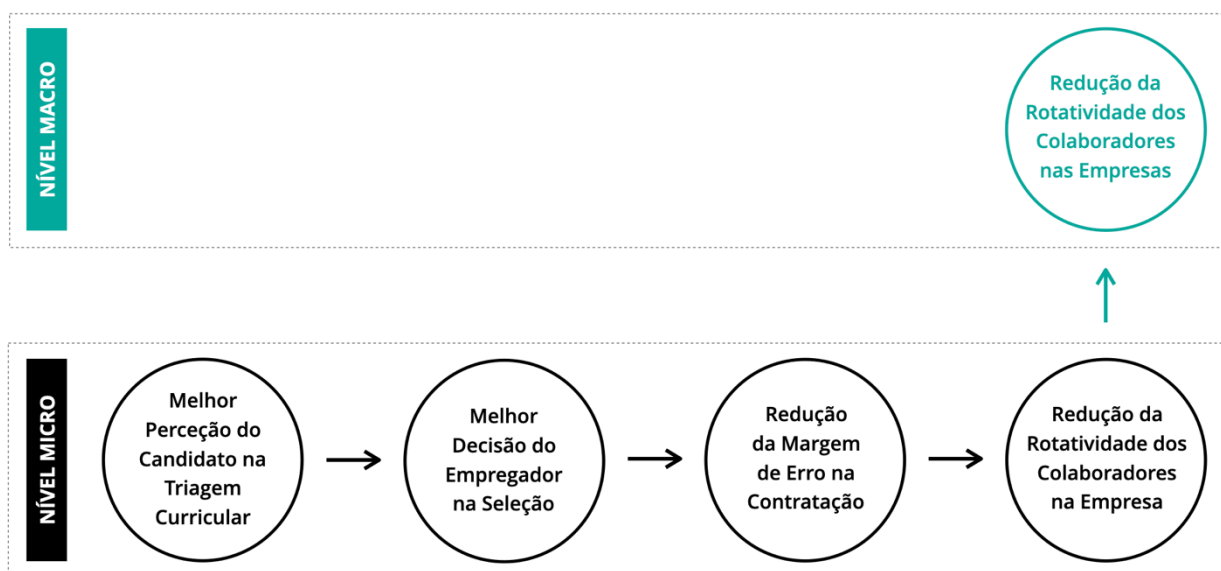 NÍVEL MACRO
Redução da
Rotatividade dos
Colaboradores
nas Empresas
NÍVEL MICRO
Melhor
Perceção do
Candidato na
Triagem
Curricular
Melhor
Decisão do
Empregador
na Seleção
Redução
da Margem
de Erro na
Contratação
Redução da
Rotatividade dos
Colaboradores
na Empresa